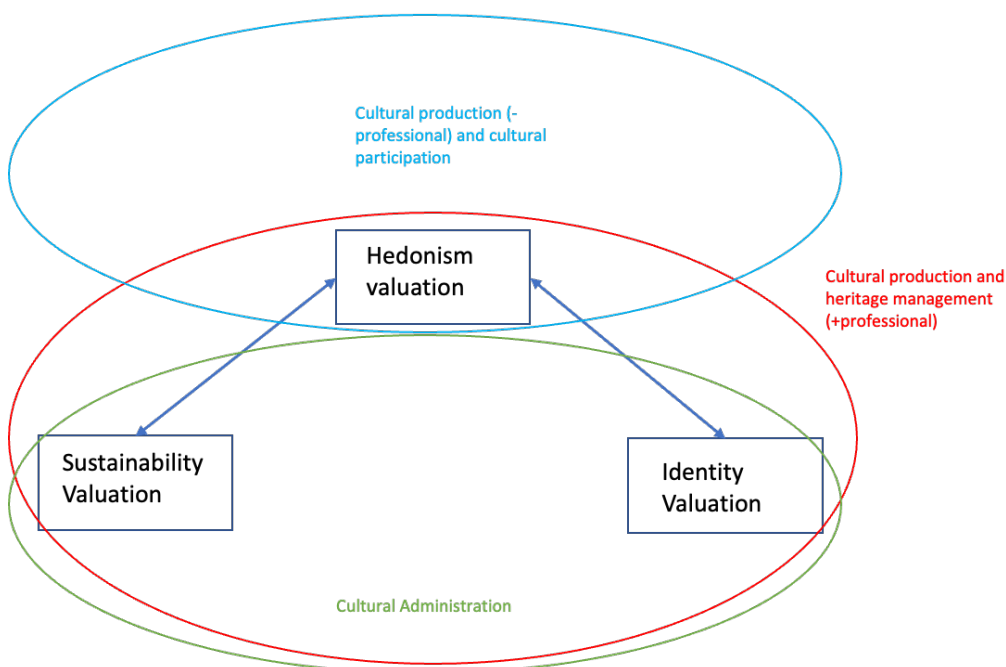 Cultural production (-
professional) and cultural
participation
Hedonism
valuation
Cultural production and
heritage management
(+professional)
Sustainability
Valuation
Identity
Valuation
Cultural Administration